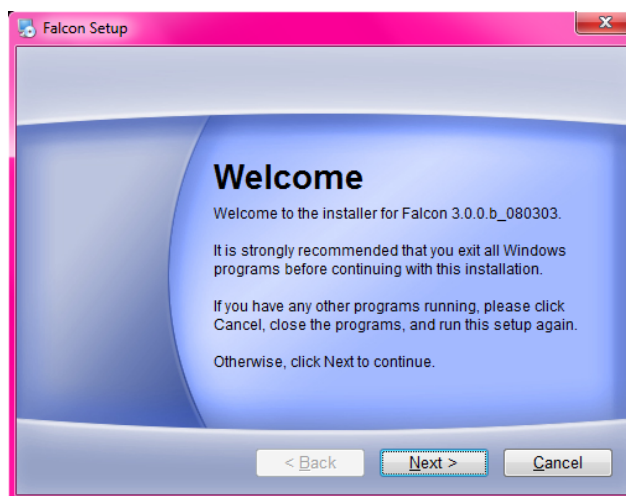 Falcon Setup
Welcome
Welcome to the installer for Falcon 3.0.0.b_080303.
It is strongly recommended that you exit all Windows
programs before continuing with this installation.
If you have any other programs running, please click
Cancel, close the programs, and run this setup again.
Otherwise, click Next to continue.
< Back Next > Cancel